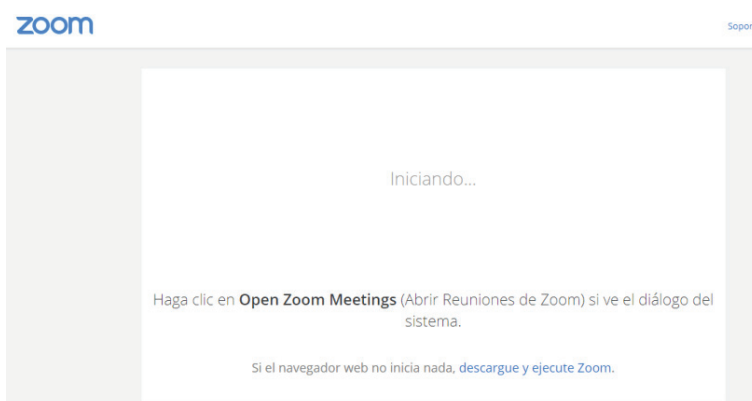 zoom
Iniciando...
Haga clic en Open Zoom Meetings (Abrir Reuniones de Zoom) si ve el diálogo del
sistema.
Si el navegador web no inicia nada, descargue y ejecute Zoom.